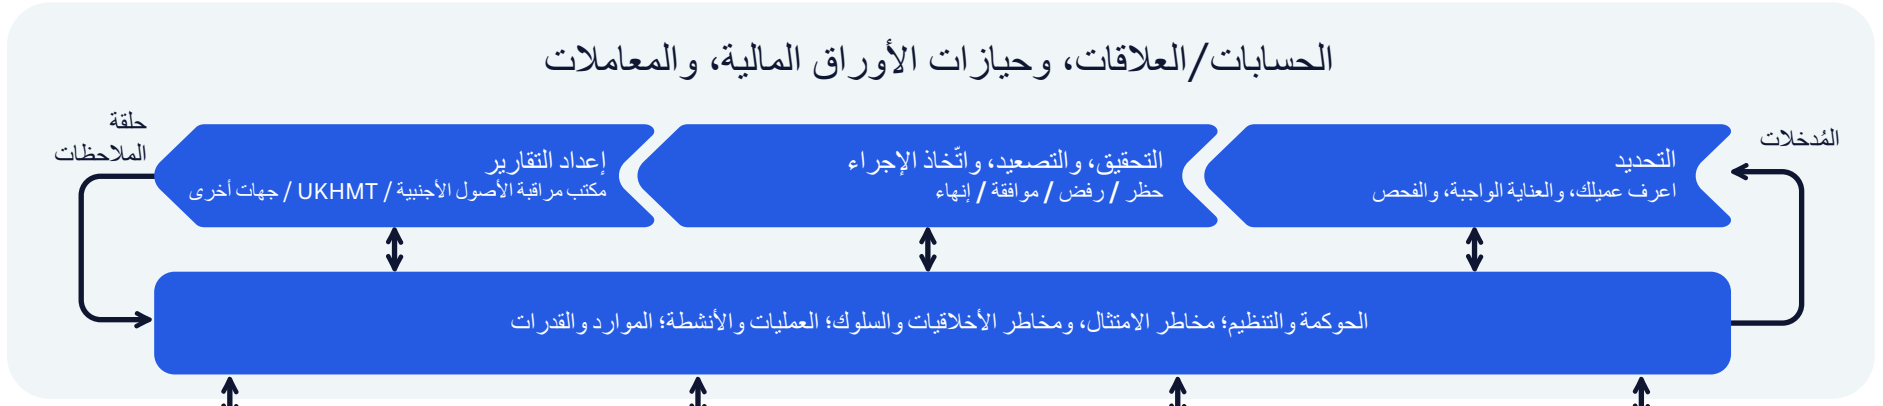 الحسابات/العلاقات، وحيازات الأوراق المالية، والمعاملات
المُدخلات
التحديد
اعرف عميلك، والعناية الواجبة، والفحص
التحقيق، والتصعيد، واتّخاذ الإجراء
حظر / رفض / موافقة / إنهاء
إعداد التقارير
مكتب مراقبة الأصول الأجنبية / UKHMT / جهات أخرى
حلقة
الملاحظات
الحوكمة والتنظيم؛ مخاطر الامتثال، ومخاطر الأخلاقيات والسلوك؛ العمليات والأنشطة؛ الموارد والقدرات